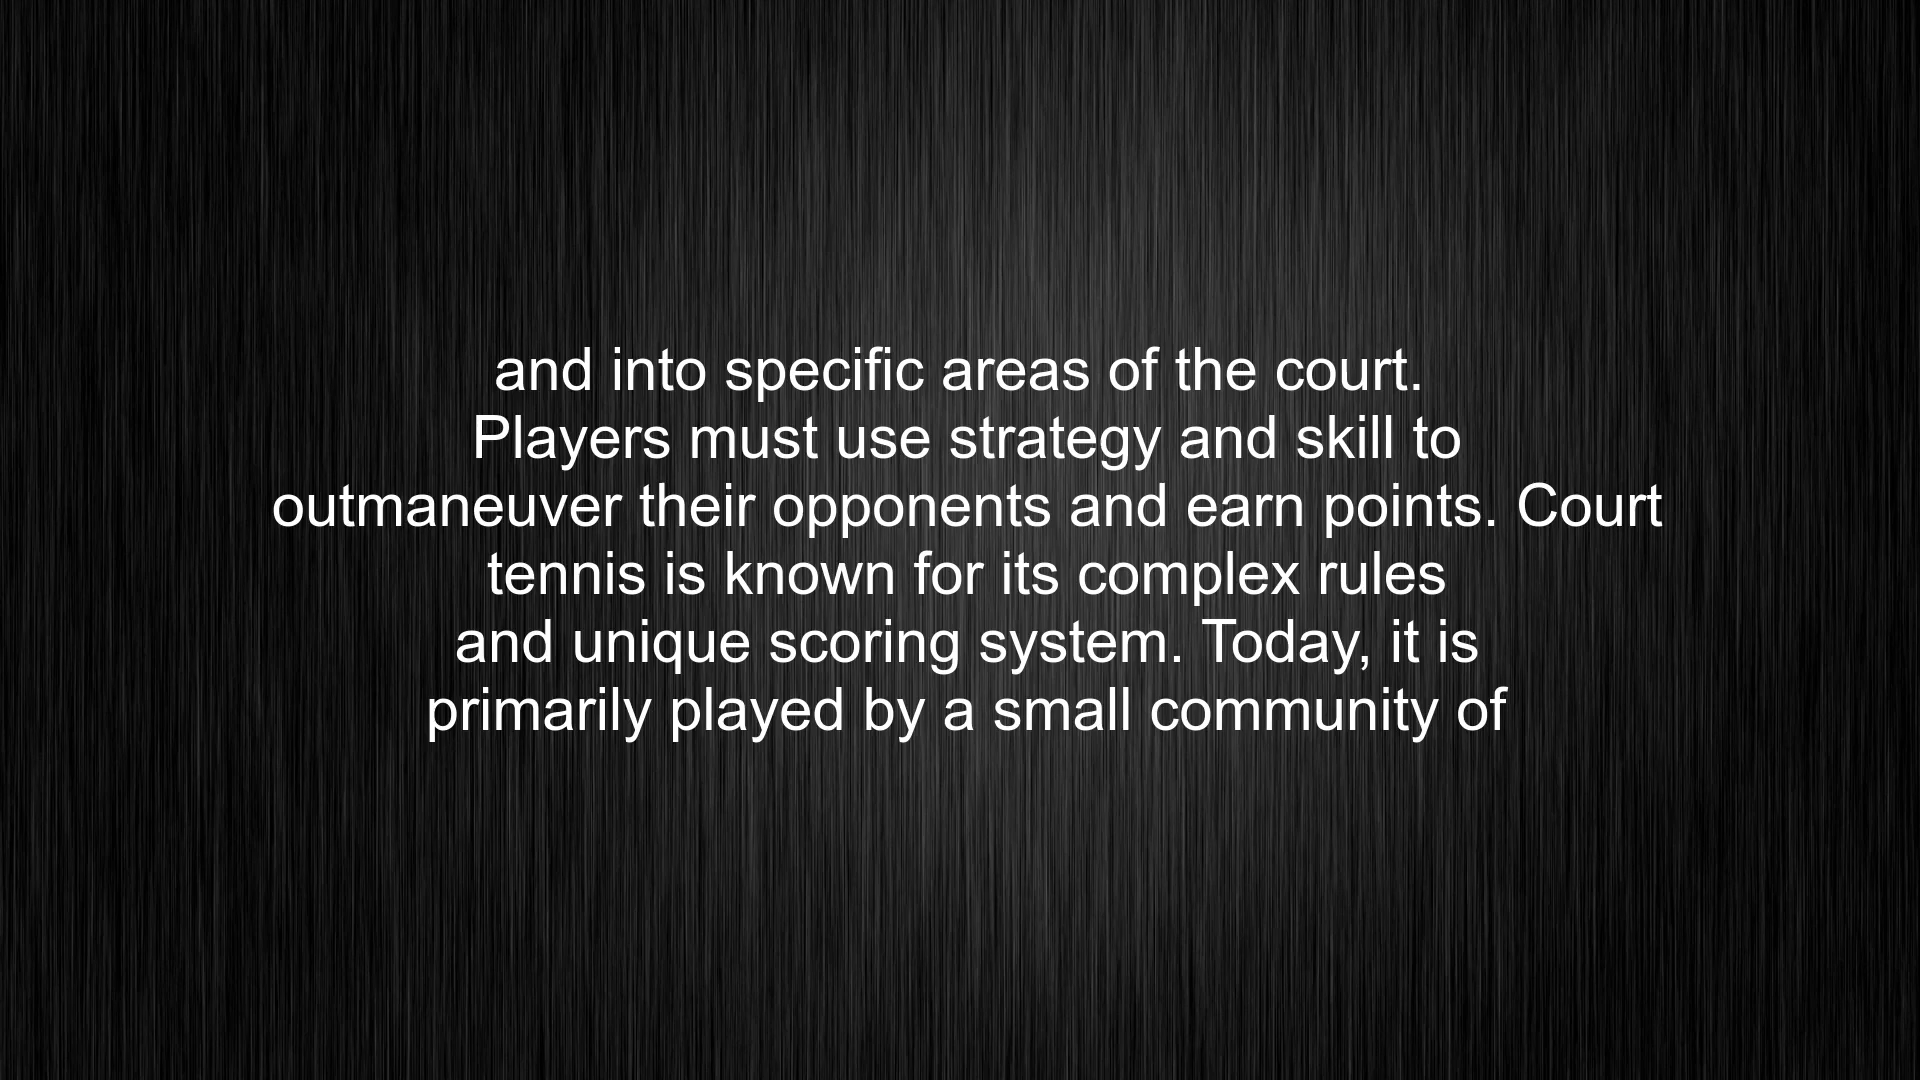 and into specific areas of the court.
Players must use strategy and skill to
outmaneuver their opponents and earn points. Court
tennis is known for its complex rules
and unique scoring system. Today, it is
primarily played by a small community of